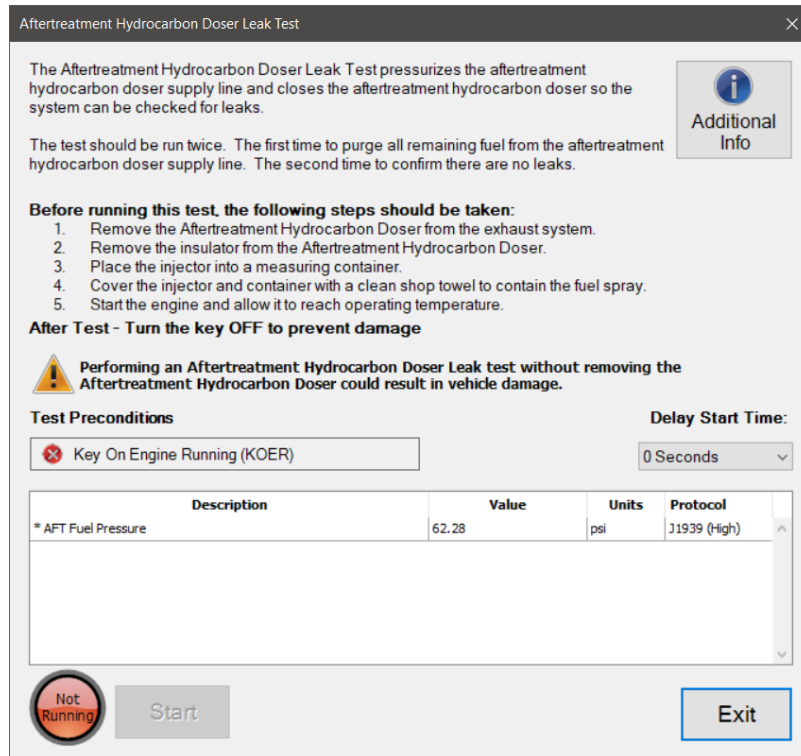 Aftertreatment Hydrocarbon Doser Leak Test
The Aftertreatment Hydrocarbon Doser Leak Test pressurizes the aftertreatment
hydrocarbon doser supply line and closes the aftertreatment hydrocarbon doser so the
system can be checked for leaks.
Additional
Info
The test should be run twice. The first time to purge all remaining fuel from the aftertreatment
hydrocarbon doser supply line. The second time to confirm there are no leaks.
Before running this test, the following steps should be taken:
1. Remove the Aftertreatment Hydrocarbon Doser from the exhaust system.
2. Remove the insulator from the Aftertreatment Hydrocarbon Doser.
3. Place the injector into a measuring container.
4. Cover the injector and container with a clean shop towel to contain the fuel spray.
5. Start the engine and allow it to reach operating temperature.
After Test - Turn the key OFF to prevent damage
Performing an Aftertreatment Hydrocarbon Doser Leak test without removing the
Aftertreatment Hydrocarbon Doser could result in vehicle damage.
Test Preconditions
Delay Start Time:
Key On Engine Running (KOER)
0 Seconds
Description Value Units Protocol
* AFT Fuel Pressure 62.28 psi J1939 (High)
Not
Running
Start
Exit